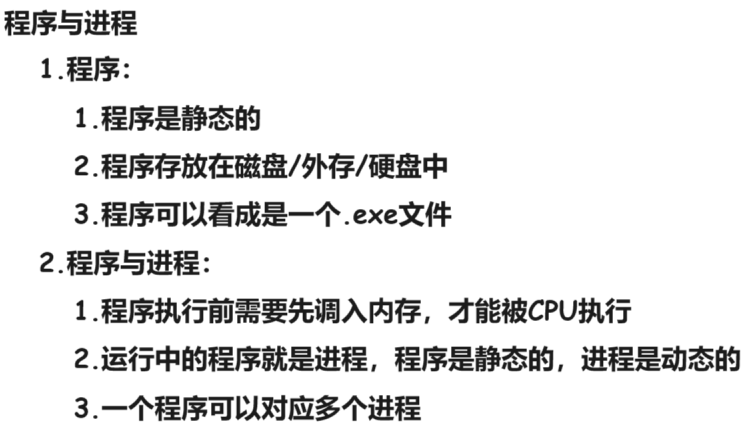 程序与进程
1.程序：
1.程序是静态的
2.程序存放在磁盘/外存/硬盘中
3.程序可以看成是一个.exe文件
2.程序与进程：
1.程序执行前需要先调入内存，才能被CPU执行
2.运行中的程序就是进程，程序是静态的，进程是动态的
3.一个程序可以对应多个进程